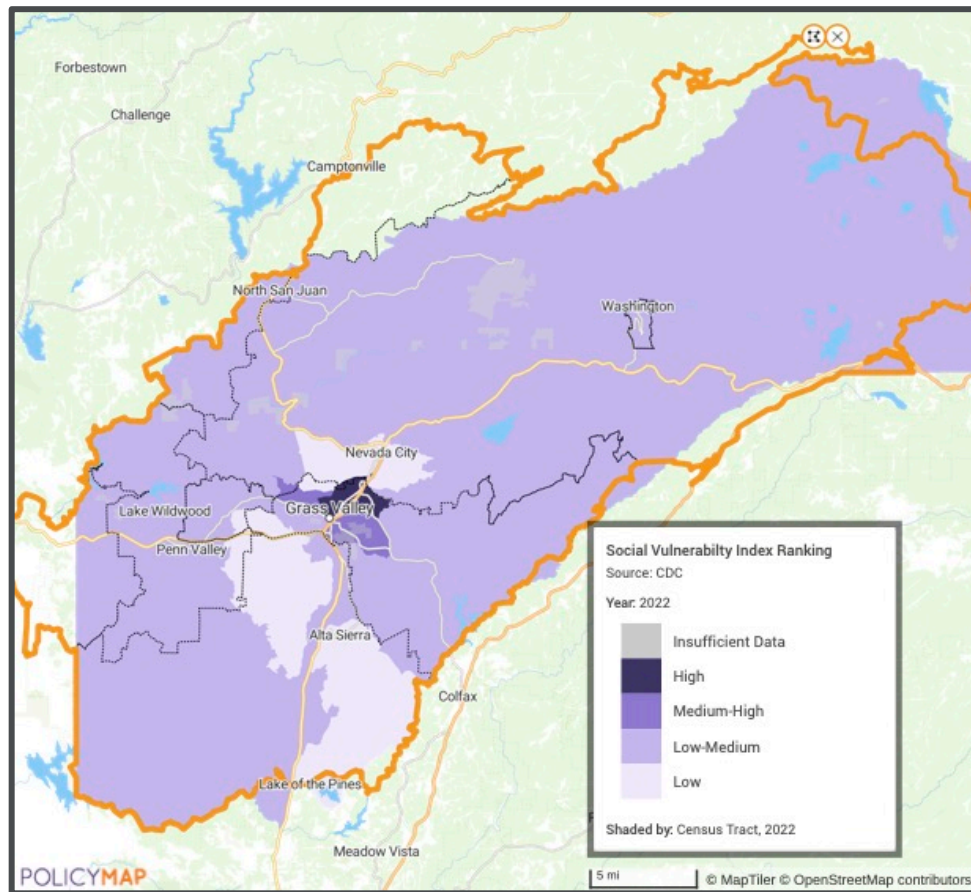 Forbestown
Challenge
Camptonville
North San Juan
Washington
Nevada City
Grass Valley
Lake Wildwood
Penn Valley
Alta Sierra
Colfax
Lake of the Pines
Meadow Vista
Social Vulnerabilty Index Ranking
Source: CDC
Year: 2022
Insufficient Data
High
Medium-High
Low-Medium
Low
Shaded by: Census Tract, 2022
POLICYMAP
5 mi
© MapTiler © OpenStreetMap contributors